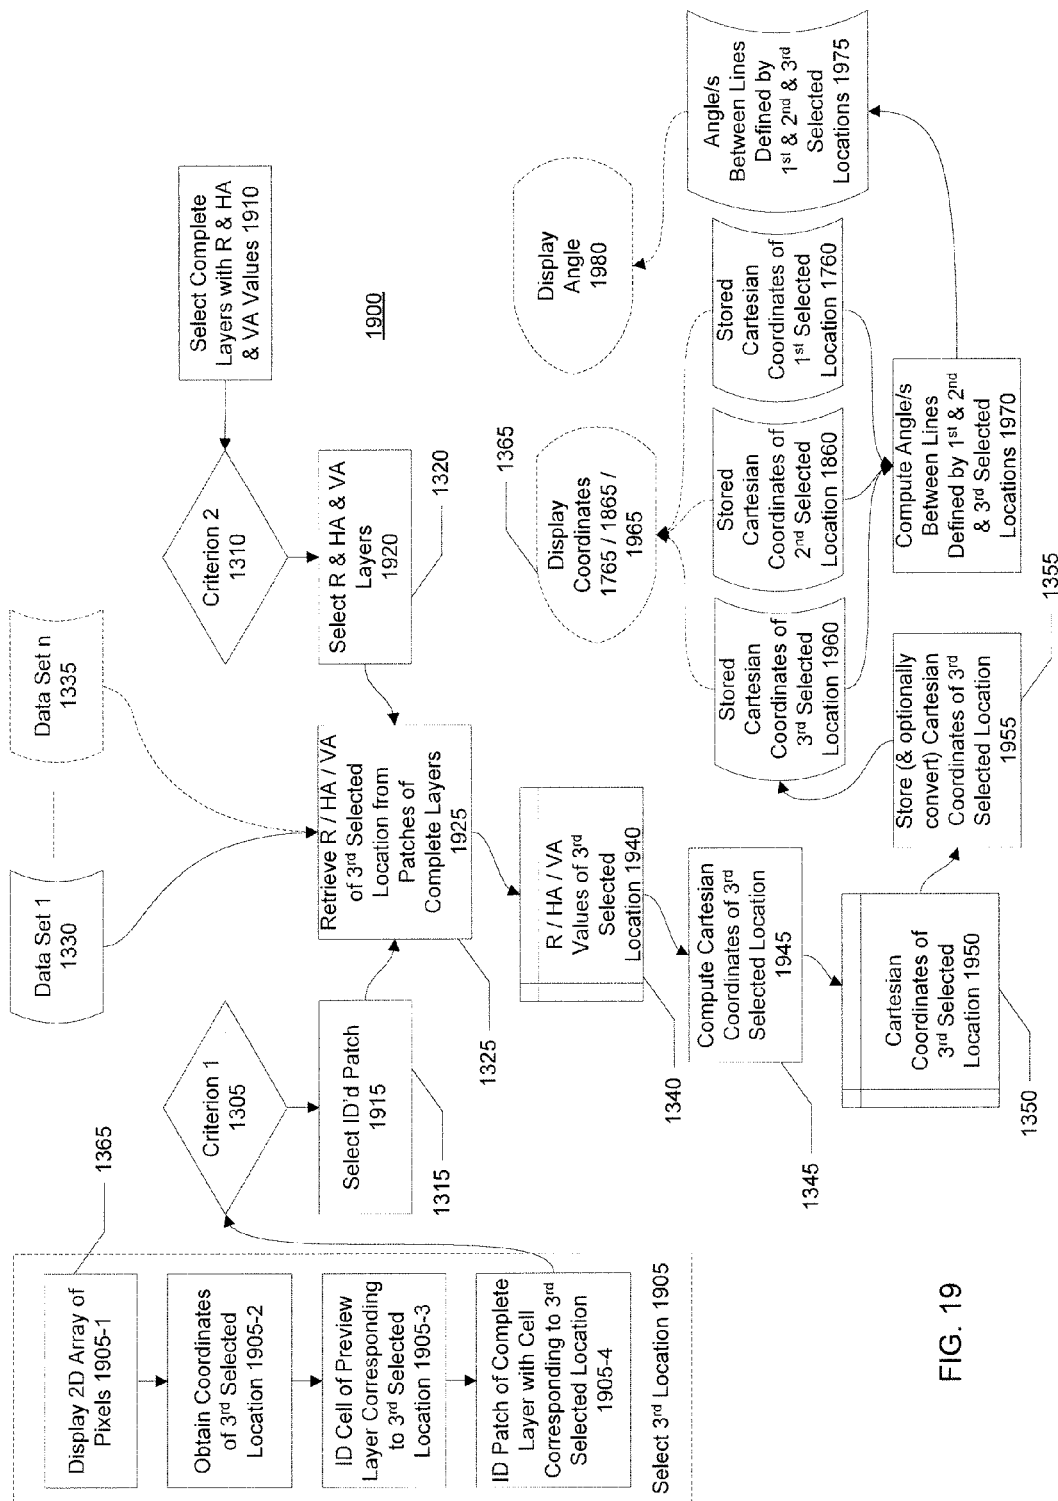 Display 2D Array of
Pixels 1905-1
1365
Obtain Coordinates
of 3rd Selected
Location 1905-2
ID Cell of Preview
Layer Corresponding
to 3rd Selected
Location 1905-3
ID Patch of Complete
Layer with Cell
Corresponding to 3rd
Selected Location
1905-4
Select 3rd Location 1905
Data Set 1
1330
Data Set n
1335
Criterion 1
1305
Select ID'd Patch
1915
1315
Select Complete
Layers with R & HA
& VA Values 1910
Criterion 2
1310
Select R & HA & VA
Layers
1920
1320
Retrieve R / HA / VA
of 3rd Selected
Location from
Patches of
Complete Layers
1925
1325
R / HA / VA
Values of 3rd
Selected
Location 1940
1340
Compute Cartesian
Coordinates of 3rd
Selected Location
1945
1345
Cartesian
Coordinates of
3rd Selected
Location 1950
1350
Store (& optionally
convert) Cartesian
Coordinates of 3rd
Selected Location
1955
1355
1900
Display
Coordinates
1765 / 1865 /
1965
1365
Display
Angle
1980
Stored
Cartesian
Coordinates of
3rd Selected
Location 1960
Stored
Cartesian
Coordinates of
2nd Selected
Location 1860
Stored
Cartesian
Coordinates of
1st Selected
Location 1760
Angle/s
Between Lines
Defined by
1st & 2nd & 3rd
Selected
Locations 1975
Compute Angle/s
Between Lines
Defined by 1st & 2nd
& 3rd Selected
Locations 1970
FIG. 19